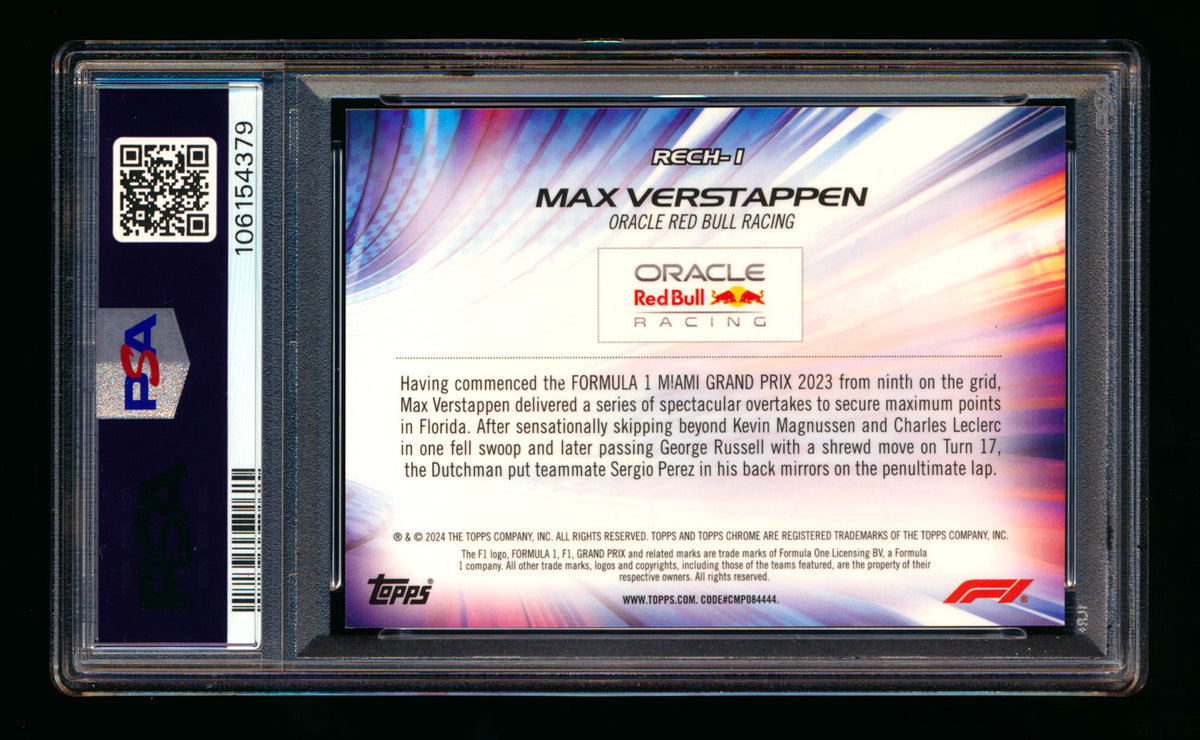 106154379
PSA
PSA
RECH-1
MAX VERSTAPPEN
ORACLE RED BULL RACING
ORACLE
Red Bull
RACING
Having commenced the FORMULA 1 MIAMI GRAND PRIX 2023 from ninth on the grid,
Max Verstappen delivered a series of spectacular overtakes to secure maximum points
in Florida. After sensationally skipping beyond Kevin Magnussen and Charles Leclerc
in one fell swoop and later passing George Russell with a shrewd move on Turn 17,
the Dutchman put teammate Sergio Perez in his back mirrors on the penultimate lap.
® & © 2024 THE TOPPS COMPANY, INC. ALL RIGHTS RESERVED. TOPPS AND TOPPS CHROME ARE REGISTERED TRADEMARKS OF THE TOPPS COMPANY, INC.
The F1 logo, FORMULA 1, F1, GRAND PRIX and related marks are trade marks of Formula One Licensing BV, a Formula
1 company. All other trade marks, logos and copyrights, including those of the teams featured, are the property of their
respective owners. All rights reserved.
WWW.TOPPS.COM. CODE#CMP084444.
topps®
F1®